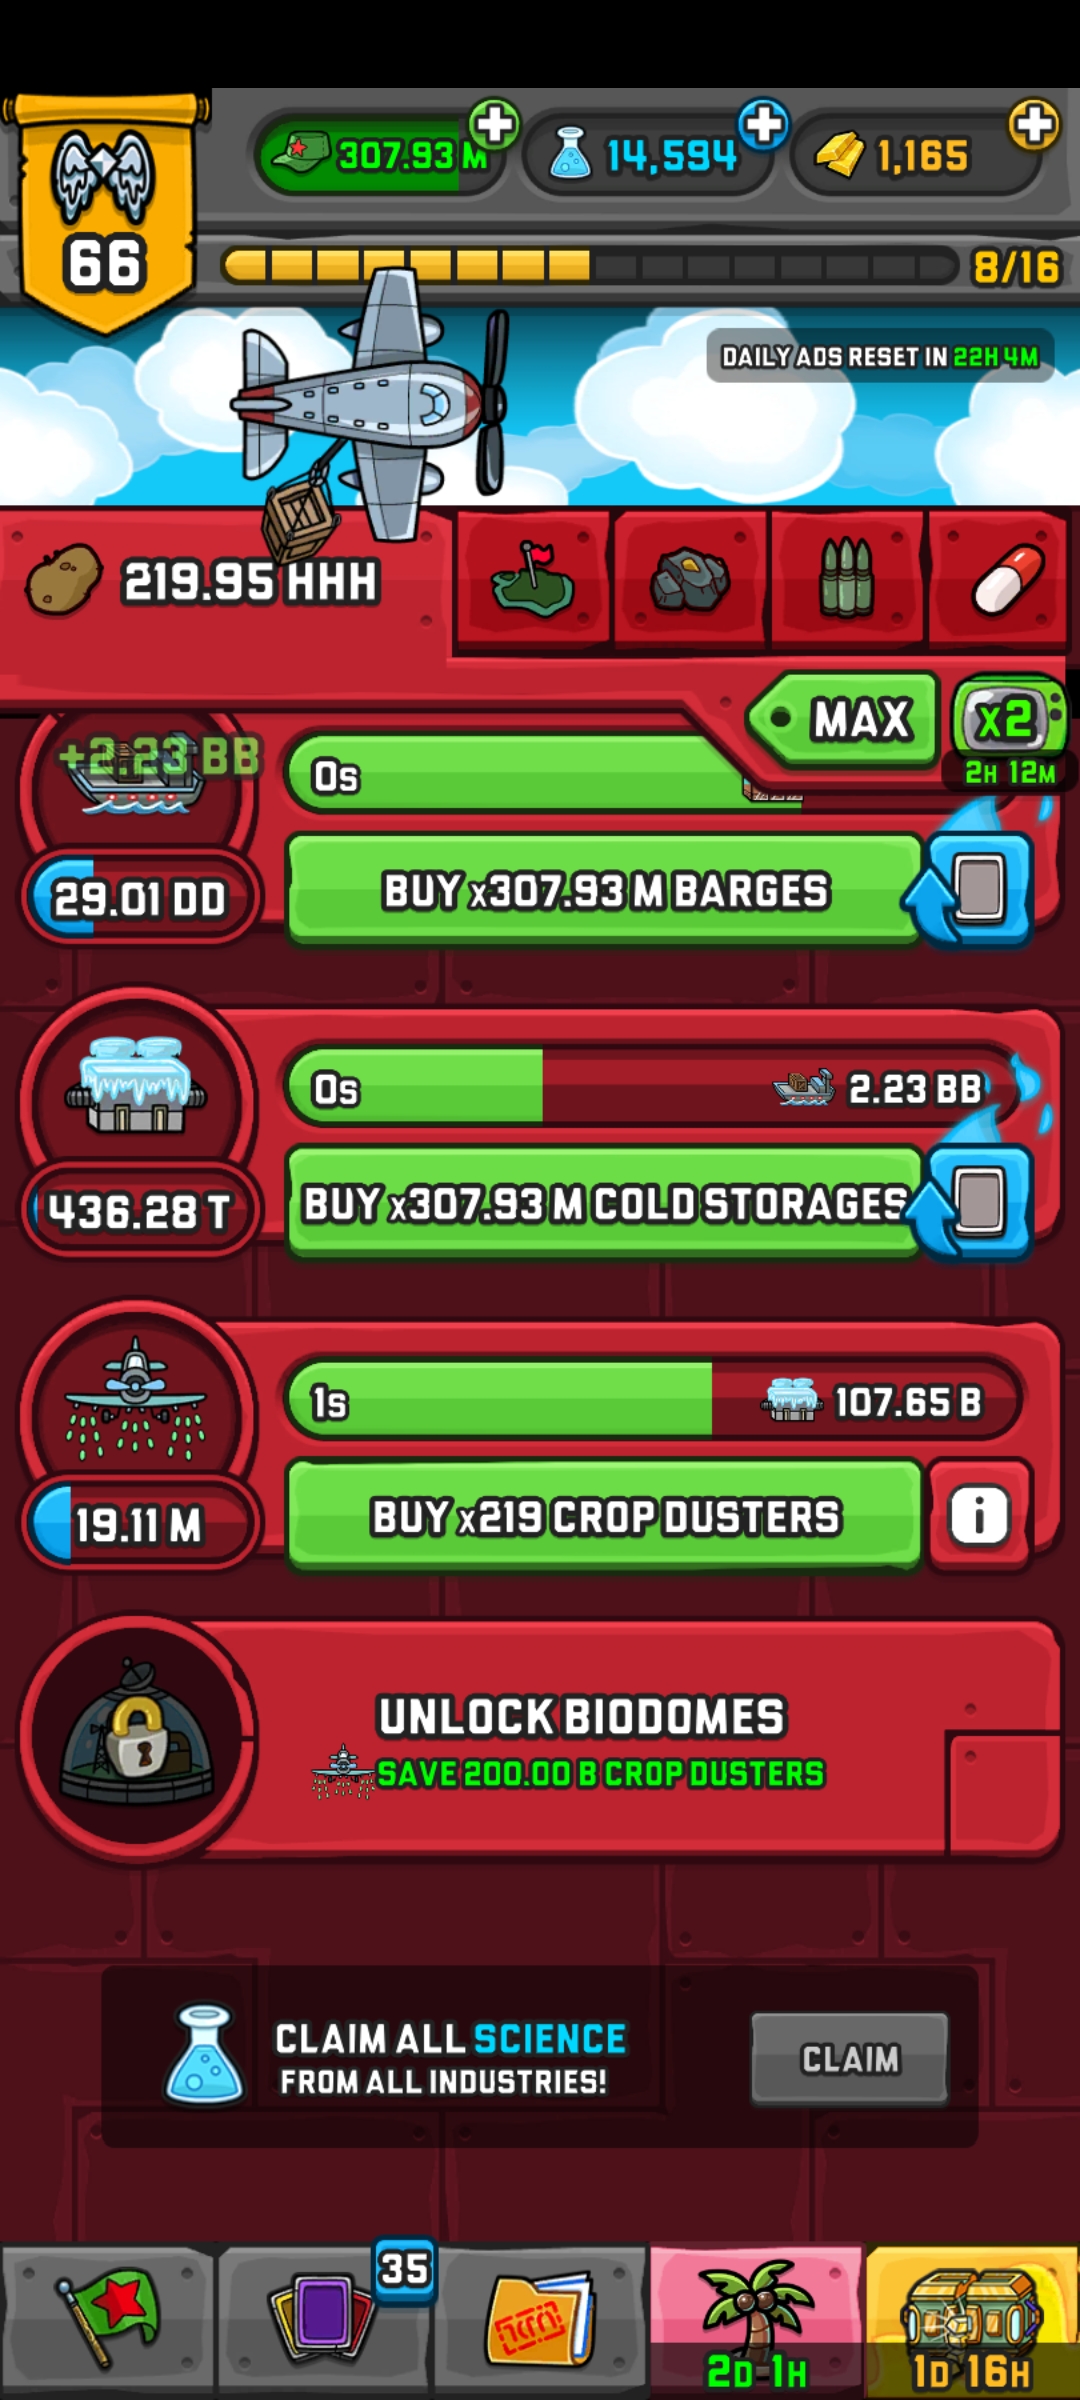 307.93 M
14,594
1,165
66
8/16
DAILY ADS RESET IN 22H 4M
219.95 HHH
MAX
x2
2H 12M
+2.23 BB
0s
29.01 DD
BUY x307.93 M BARGES
0s
2.23 BB
436.28 T
BUY x307.93 M COLD STORAGES
1s
107.65 B
19.11 M
BUY x219 CROP DUSTERS
i
UNLOCK BIODOMES
SAVE 200.00 B CROP DUSTERS
CLAIM ALL SCIENCE
FROM ALL INDUSTRIES!
CLAIM
35
2D 1H
1D 16H